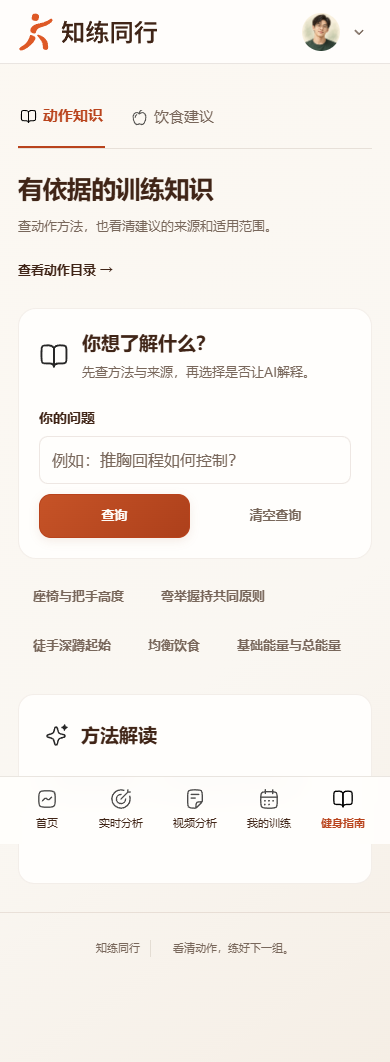 知练同行
动作知识
饮食建议
有依据的训练知识
查动作方法，也看清建议的来源和适用范围。
查看动作目录 →
你想了解什么？
先查方法与来源，再选择是否让AI解释。
你的问题
例如：推胸回程如何控制？
查询
清空查询
座椅与把手高度
弯举握持共同原则
徒手深蹲起始
均衡饮食
基础能量与总能量
方法解读
首页
实时分析
视频分析
我的训练
健身指南
知练同行
看清动作，练好下一组。